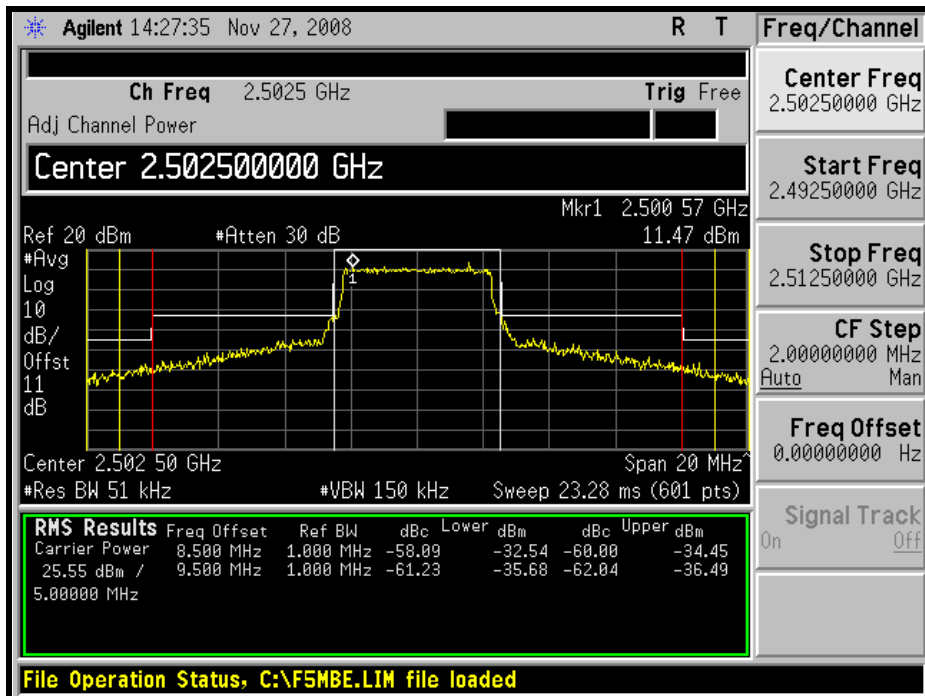 Agilent 14:27:35 Nov 27, 2008 R T
Freq/Channel
Ch Freq 2.5025 GHz Trig Free
Adj Channel Power
Center 2.502500000 GHz
Mkr1 2.500 57 GHz
Ref 20 dBm #Atten 30 dB 11.47 dBm
#Avg
Log
10
dB/
Offst
11
dB
1
Center 2.502 50 GHz Span 20 MHz^
#Res BW 51 kHz #VBW 150 kHz Sweep 23.28 ms (601 pts)
RMS Results Freq Offset Ref BW dBc Lower dBm dBc Upper dBm
Carrier Power 8.500 MHz 1.000 MHz -58.09 -32.54 -60.00 -34.45
25.55 dBm / 9.500 MHz 1.000 MHz -61.23 -35.68 -62.04 -36.49
5.00000 MHz
File Operation Status, C:\F5MBE.LIM file loaded
Center Freq
2.50250000 GHz
Start Freq
2.49250000 GHz
Stop Freq
2.51250000 GHz
CF Step
2.00000000 MHz
Auto Man
Freq Offset
0.00000000 Hz
Signal Track
On Off